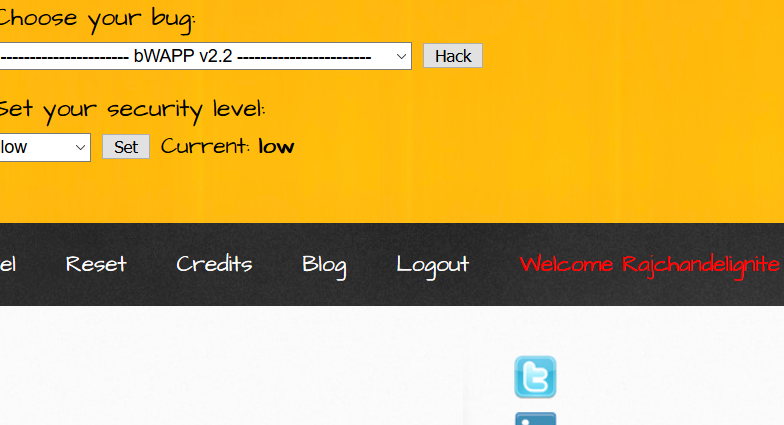 Choose your bug:
----------------------- bWAPP v2.2 ----------------------- Hack
Set your security level:
low Set Current: low
el Reset Credits Blog Logout Welcome Rajchandelignite